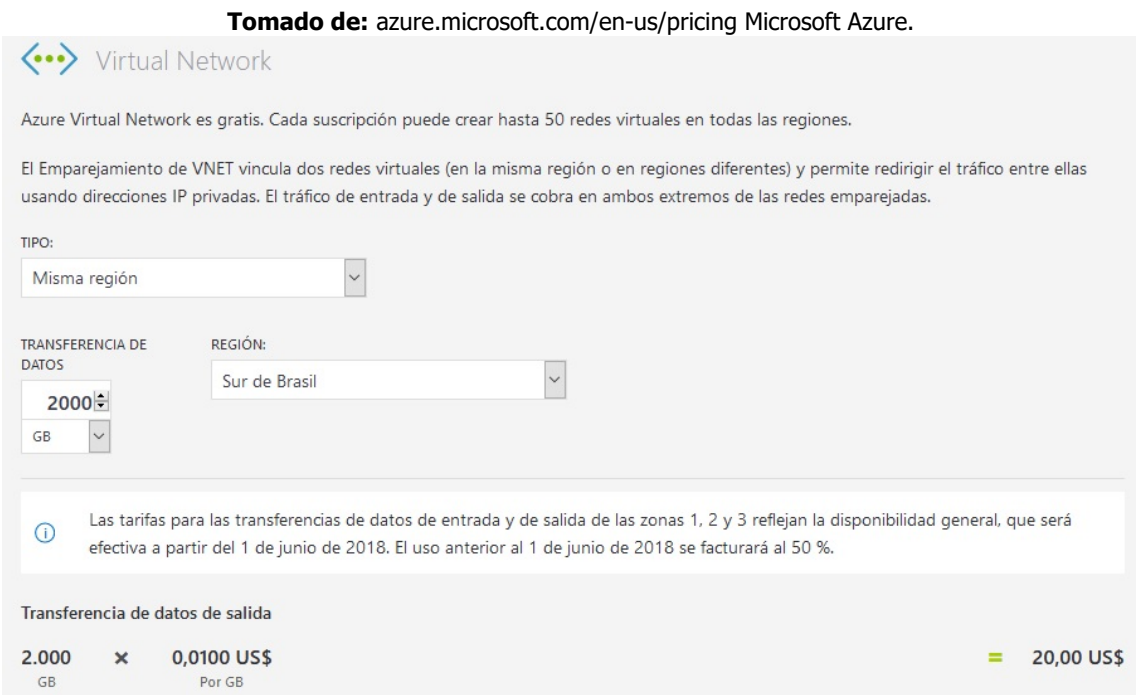 Tomado de: azure.microsoft.com/en-us/pricing Microsoft Azure.
Virtual Network
Azure Virtual Network es gratis. Cada suscripción puede crear hasta 50 redes virtuales en todas las regiones.
El Emparejamiento de VNET vincula dos redes virtuales (en la misma región o en regiones diferentes) y permite redirigir el tráfico entre ellas
usando direcciones IP privadas. El tráfico de entrada y de salida se cobra en ambos extremos de las redes emparejadas.
TIPO:
Misma región
TRANSFERENCIA DE
DATOS
2000
GB
REGIÓN:
Sur de Brasil
Las tarifas para las transferencias de datos de entrada y de salida de las zonas 1, 2 y 3 reflejan la disponibilidad general, que será
efectiva a partir del 1 de junio de 2018. El uso anterior al 1 de junio de 2018 se facturará al 50 %.
Transferencia de datos de salida
2.000 × 0,0100 US$ = 20,00 US$
GB Por GB